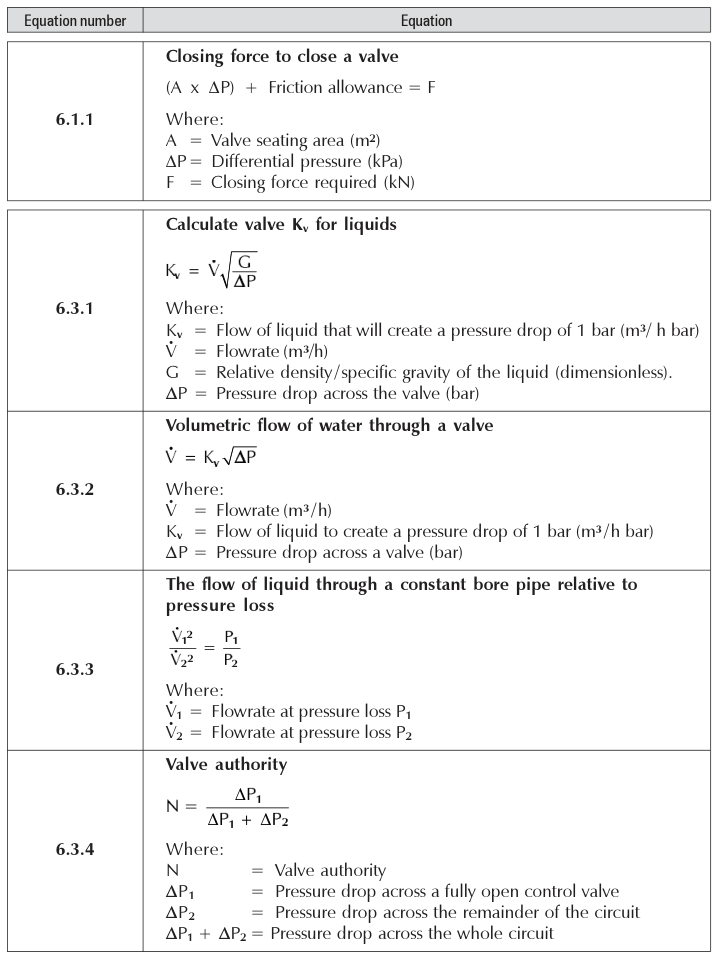 Equation number Equation
Closing force to close a valve
(A x ΔP) + Friction allowance = F
6.1.1
Where:
A = Valve seating area (m²)
ΔP = Differential pressure (kPa)
F = Closing force required (kN)
Calculate valve Kᵥ for liquids
Kᵥ = V̇√(G/ΔP)
6.3.1
Where:
Kᵥ = Flow of liquid that will create a pressure drop of 1 bar (m³/ h bar)
V̇ = Flowrate (m³/h)
G = Relative density/specific gravity of the liquid (dimensionless).
ΔP = Pressure drop across the valve (bar)
Volumetric flow of water through a valve
V̇ = Kᵥ√ΔP
6.3.2
Where:
V̇ = Flowrate (m³/h)
Kᵥ = Flow of liquid to create a pressure drop of 1 bar (m³/h bar)
ΔP = Pressure drop across a valve (bar)
The flow of liquid through a constant bore pipe relative to
pressure loss
V̇₁²/V̇₂² = P₁/P₂
6.3.3
Where:
V̇₁ = Flowrate at pressure loss P₁
V̇₂ = Flowrate at pressure loss P₂
Valve authority
N = ΔP₁/(ΔP₁ + ΔP₂)
6.3.4
Where:
N = Valve authority
ΔP₁ = Pressure drop across a fully open control valve
ΔP₂ = Pressure drop across the remainder of the circuit
ΔP₁ + ΔP₂ = Pressure drop across the whole circuit